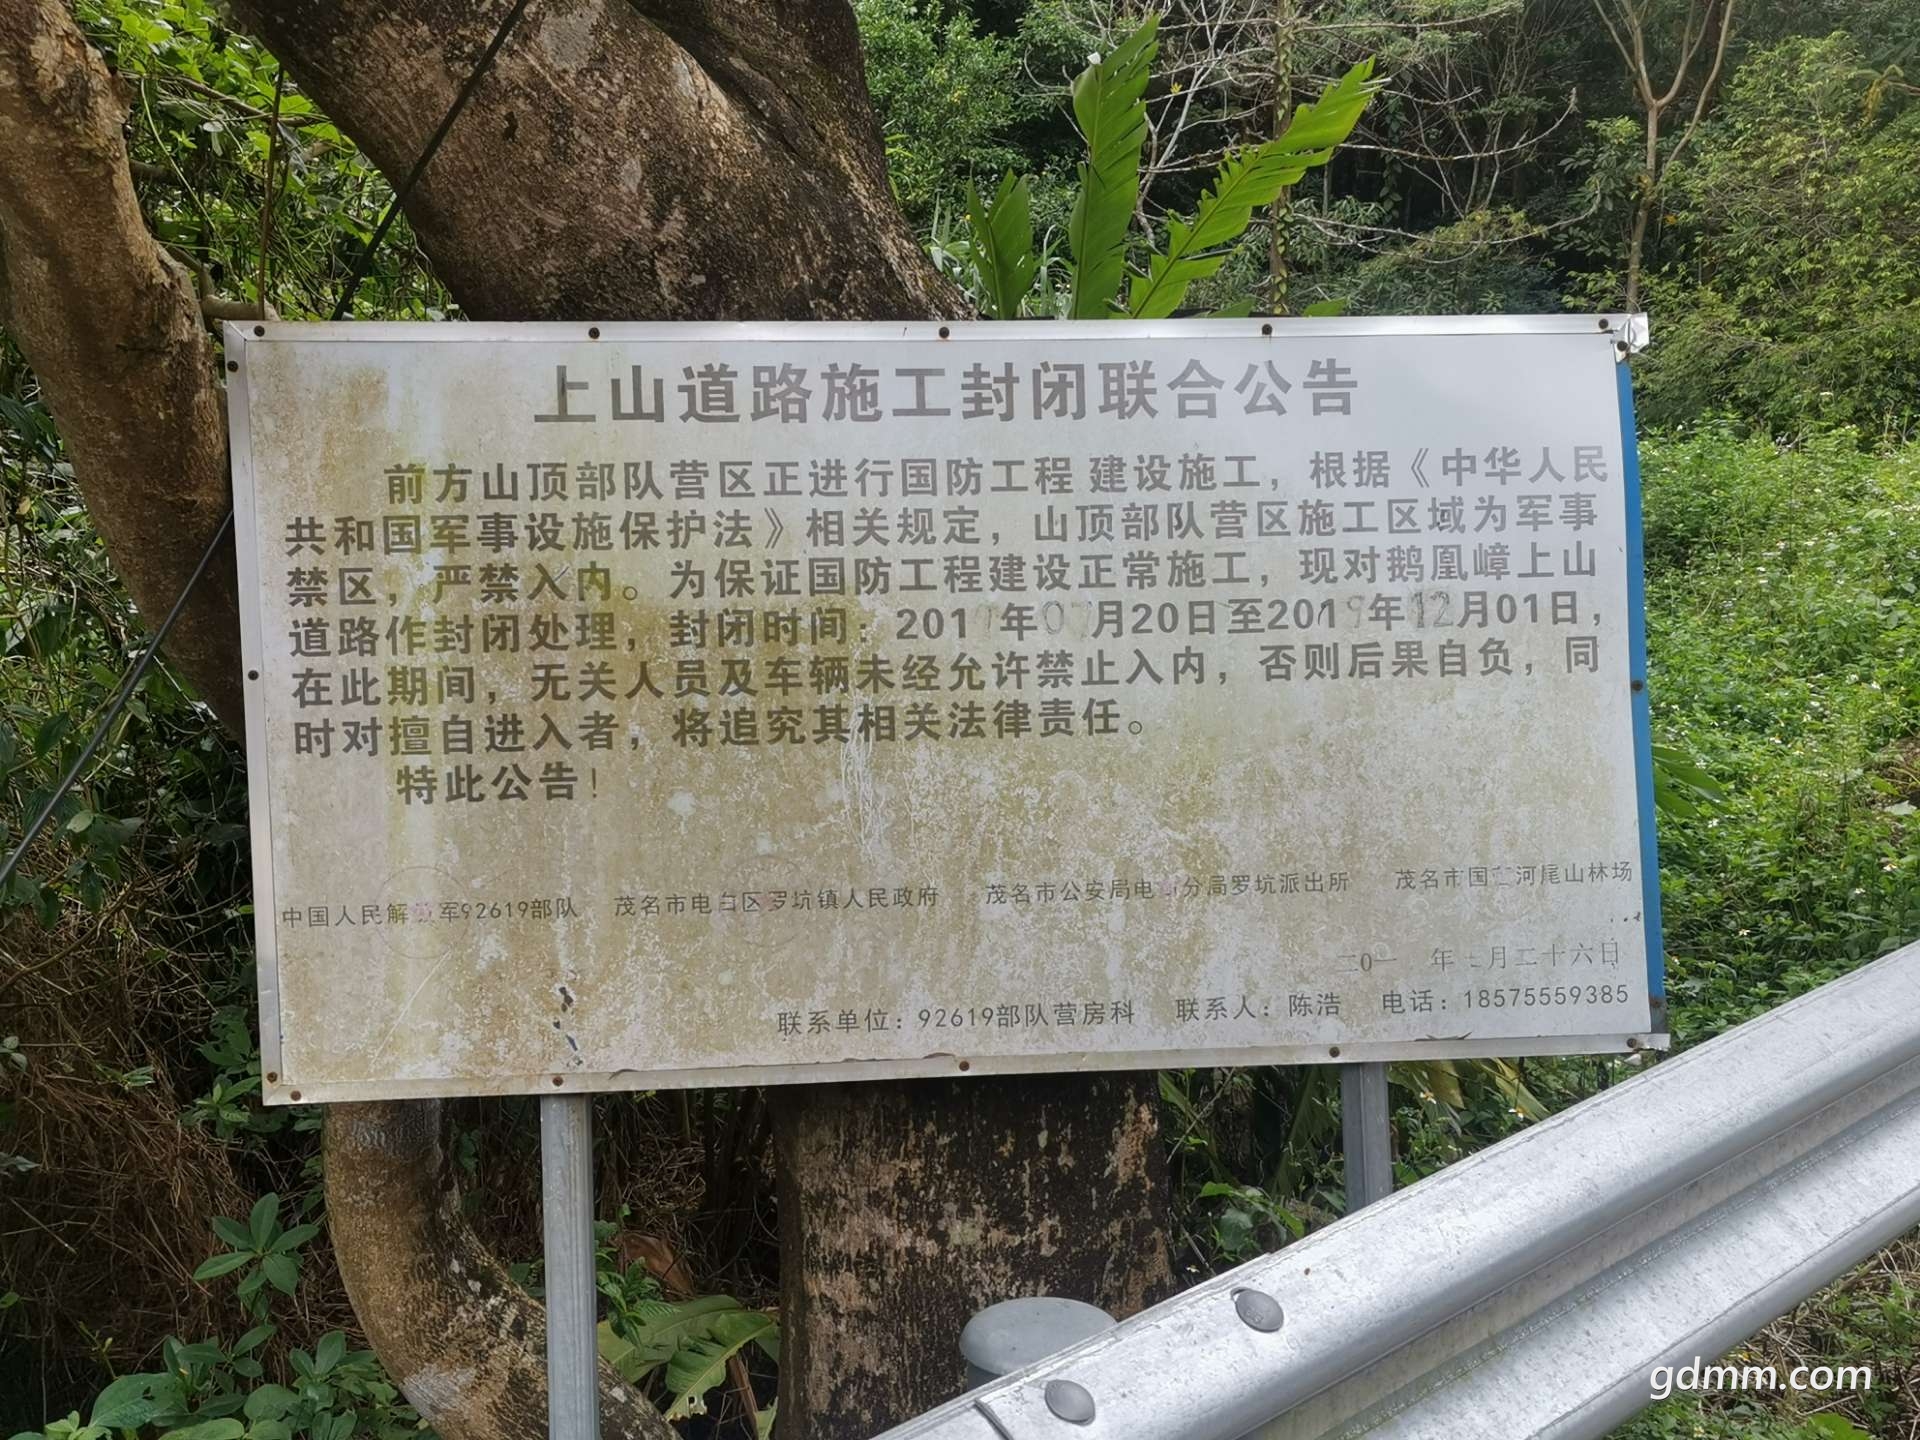 上山道路施工封闭联合公告
前方山顶部队营区正进行国防工程 建设施工，根据《中华人民
共和国军事设施保护法》相关规定，山顶部队营区施工区域为军事
禁区，严禁入内。为保证国防工程建设正常施工，现对鹅凰嶂上山
道路作封闭处理，封闭时间：201 年0 月20日至2019年12月01日，
在此期间，无关人员及车辆未经允许禁止入内，否则后果自负，同
时对擅自进入者，将追究其相关法律责任。
特此公告！
中国人民解放军92619部队 茂名市电白区罗坑镇人民政府 茂名市公安局电白分局罗坑派出所 茂名市国 河尾山林场
二0一 年 月二十六日
联系单位：92619部队营房科 联系人：陈浩 电话：18575559385
gdmm.com